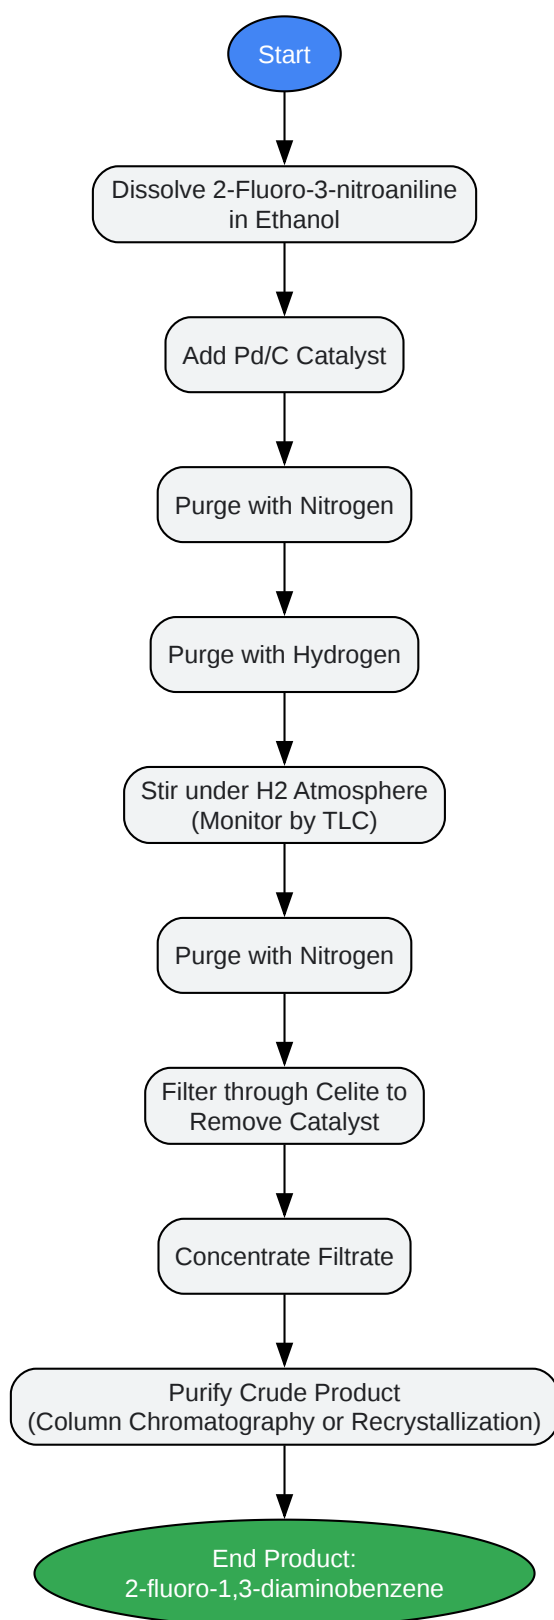 Start
Dissolve 2-Fluoro-3-nitroaniline
in Ethanol
Add Pd/C Catalyst
Purge with Nitrogen
Purge with Hydrogen
Stir under H2 Atmosphere
(Monitor by TLC)
Purge with Nitrogen
Filter through Celite to
Remove Catalyst
Concentrate Filtrate
Purify Crude Product
(Column Chromatography or Recrystallization)
End Product:
2-fluoro-1,3-diaminobenzene